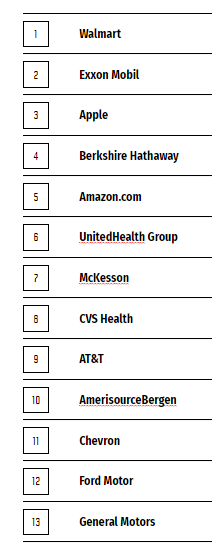 1 Walmart
2 Exxon Mobil
3 Apple
4 Berkshire Hathaway
5 Amazon.com
6 UnitedHealth Group
7 McKesson
8 CVS Health
9 AT&T
10 AmerisourceBergen
11 Chevron
12 Ford Motor
13 General Motors